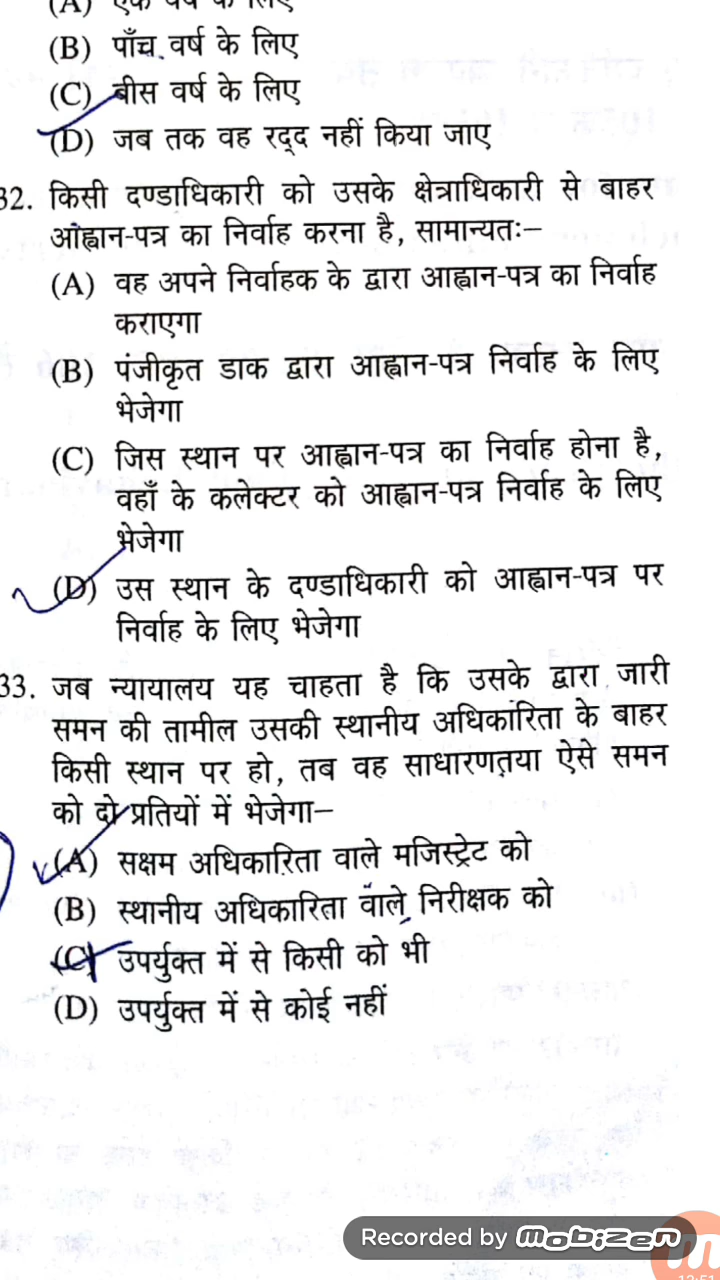 (A) एक वर्ष के लिए
(B) पाँच वर्ष के लिए
(C) बीस वर्ष के लिए
(D) जब तक वह रद्द नहीं किया जाए
32. किसी दण्डाधिकारी को उसके क्षेत्राधिकारी से बाहर
आह्वान-पत्र का निर्वाह करना है, सामान्यतः–
(A) वह अपने निर्वाहक के द्वारा आह्वान-पत्र का निर्वाह
कराएगा
(B) पंजीकृत डाक द्वारा आह्वान-पत्र निर्वाह के लिए
भेजेगा
(C) जिस स्थान पर आह्वान-पत्र का निर्वाह होना है,
वहाँ के कलेक्टर को आह्वान-पत्र निर्वाह के लिए
भेजेगा
(D) उस स्थान के दण्डाधिकारी को आह्वान-पत्र पर
निर्वाह के लिए भेजेगा
33. जब न्यायालय यह चाहता है कि उसके द्वारा जारी
समन की तामील उसकी स्थानीय अधिकारिता के बाहर
किसी स्थान पर हो, तब वह साधारणतया ऐसे समन
को दो प्रतियों में भेजेगा–
(A) सक्षम अधिकारिता वाले मजिस्ट्रेट को
(B) स्थानीय अधिकारिता वाले निरीक्षक को
(C) उपर्युक्त में से किसी को भी
(D) उपर्युक्त में से कोई नहीं
Recorded by mobizen